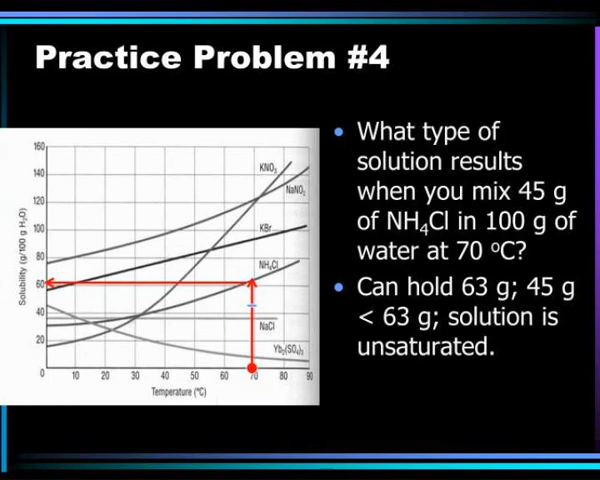 Practice Problem #4
• What type of
solution results
when you mix 45 g
of NH₄Cl in 100 g of
water at 70 ºC?
• Can hold 63 g; 45 g
< 63 g; solution is
unsaturated.
Solubility (g/100 g H₂O)
160
140
120
100
80
60
40
20
0
10
20
30
40
50
60
70
80
90
Temperature (°C)
KNO₃
NaNO₃
KBr
NH₄Cl
NaCl
Yb₂(SO₄)₃